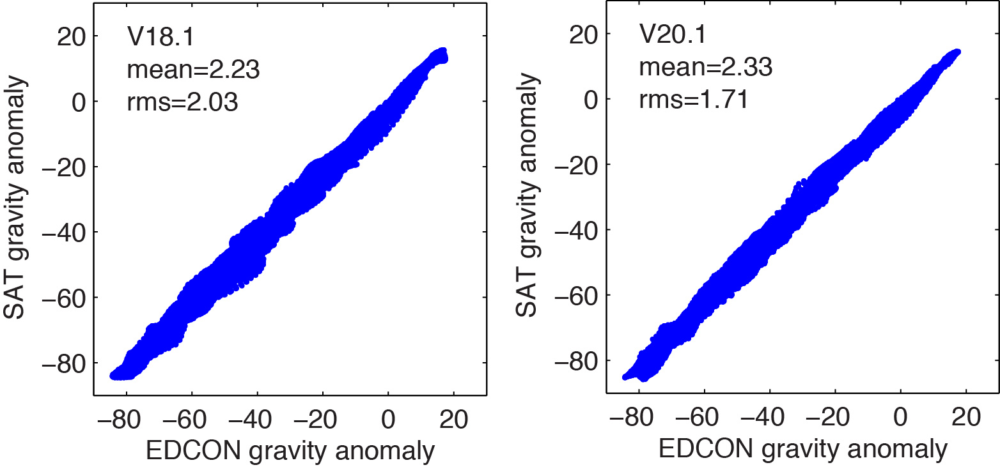 V18.1
mean=2.23
rms=2.03
20
0
−20
−40
−60
−80
SAT gravity anomaly
−80 −60 −40 −20 0 20
EDCON gravity anomaly
V20.1
mean=2.33
rms=1.71
20
0
−20
−40
−60
−80
SAT gravity anomaly
−80 −60 −40 −20 0 20
EDCON gravity anomaly